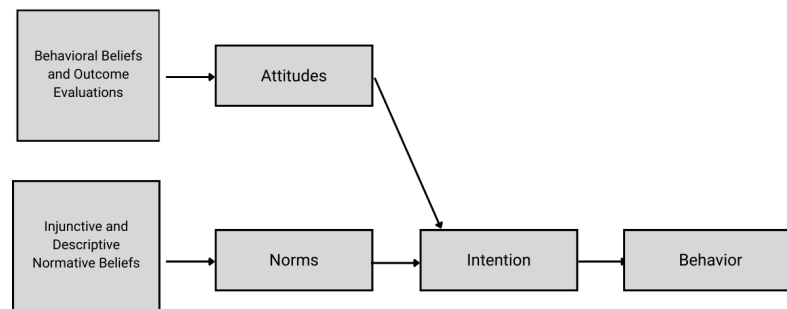 Behavioral Beliefs
and Outcome
Evaluations
Attitudes
Injunctive and
Descriptive
Normative Beliefs
Norms
Intention
Behavior